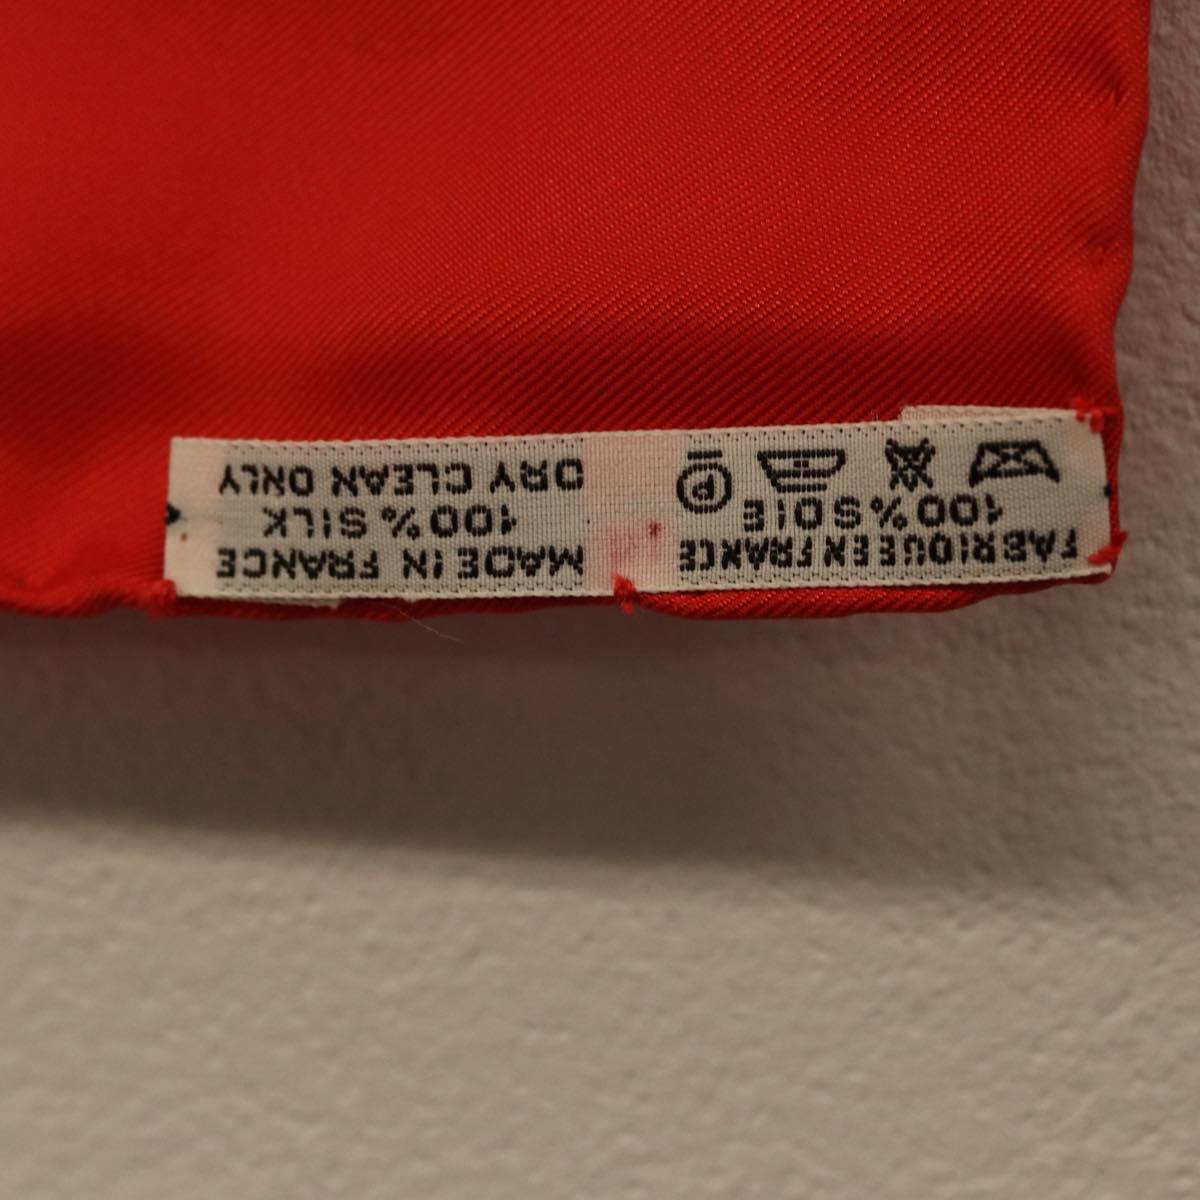 FABRIQUE EN FRANCE
100% SOIE
P
MADE IN FRANCE
100% SILK
DRY CLEAN ONLY